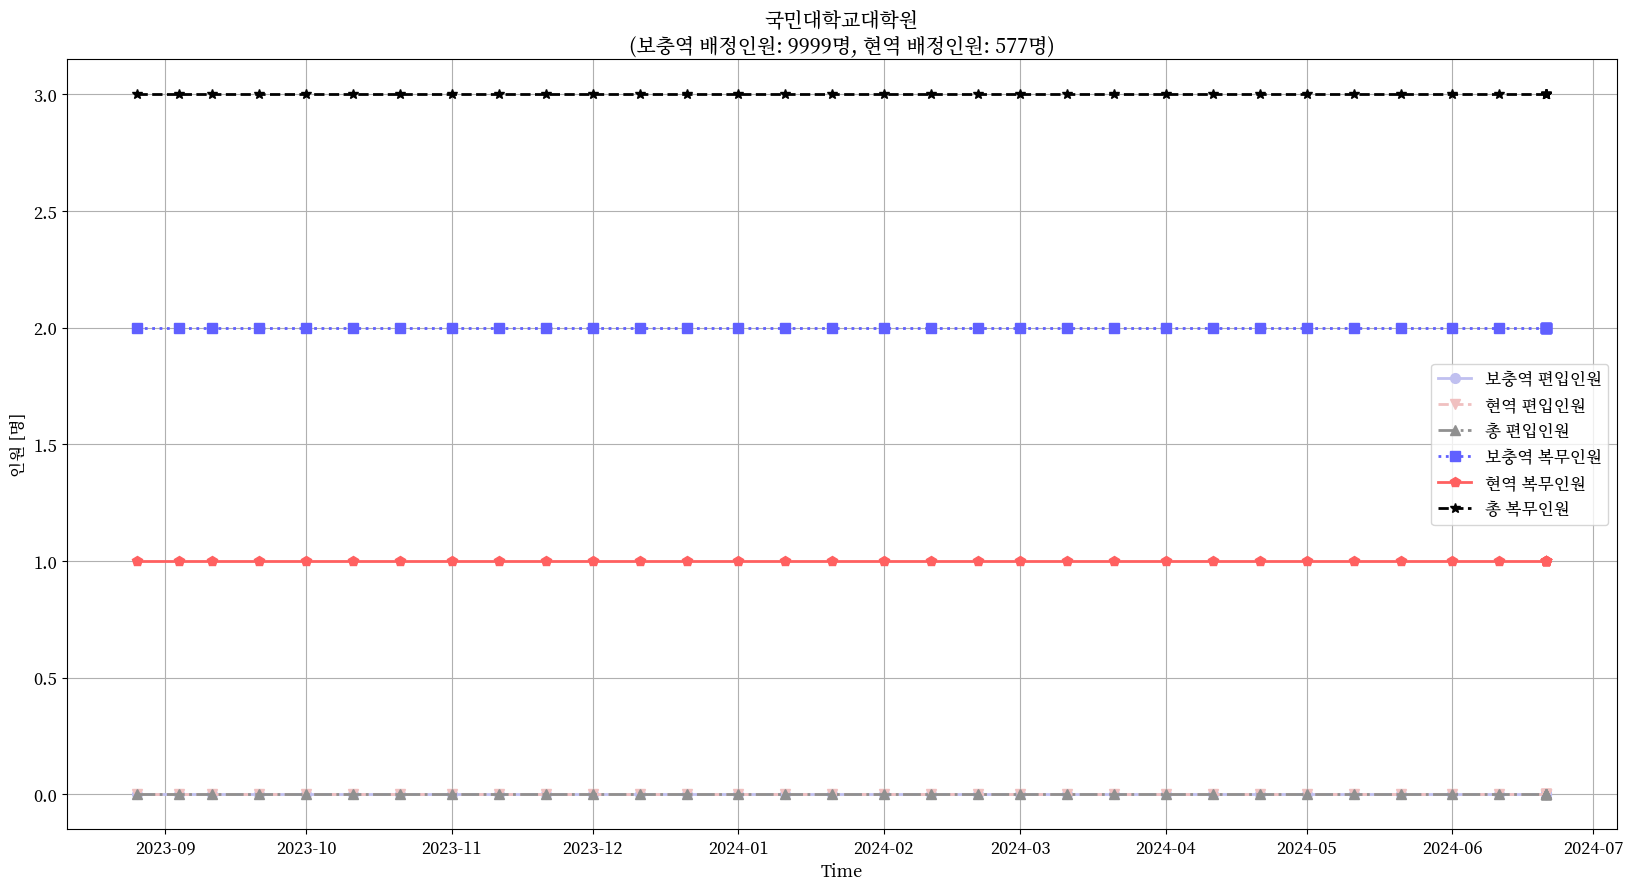 국민대학교대학원
(보충역 배정인원: 9999명, 현역 배정인원: 577명)
인원 [명]
3.0
2.5
2.0
1.5
1.0
0.5
0.0
보충역 편입인원
현역 편입인원
총 편입인원
보충역 복무인원
현역 복무인원
총 복무인원
2023-09 2023-10 2023-11 2023-12 2024-01 2024-02 2024-03 2024-04 2024-05 2024-06 2024-07
Time